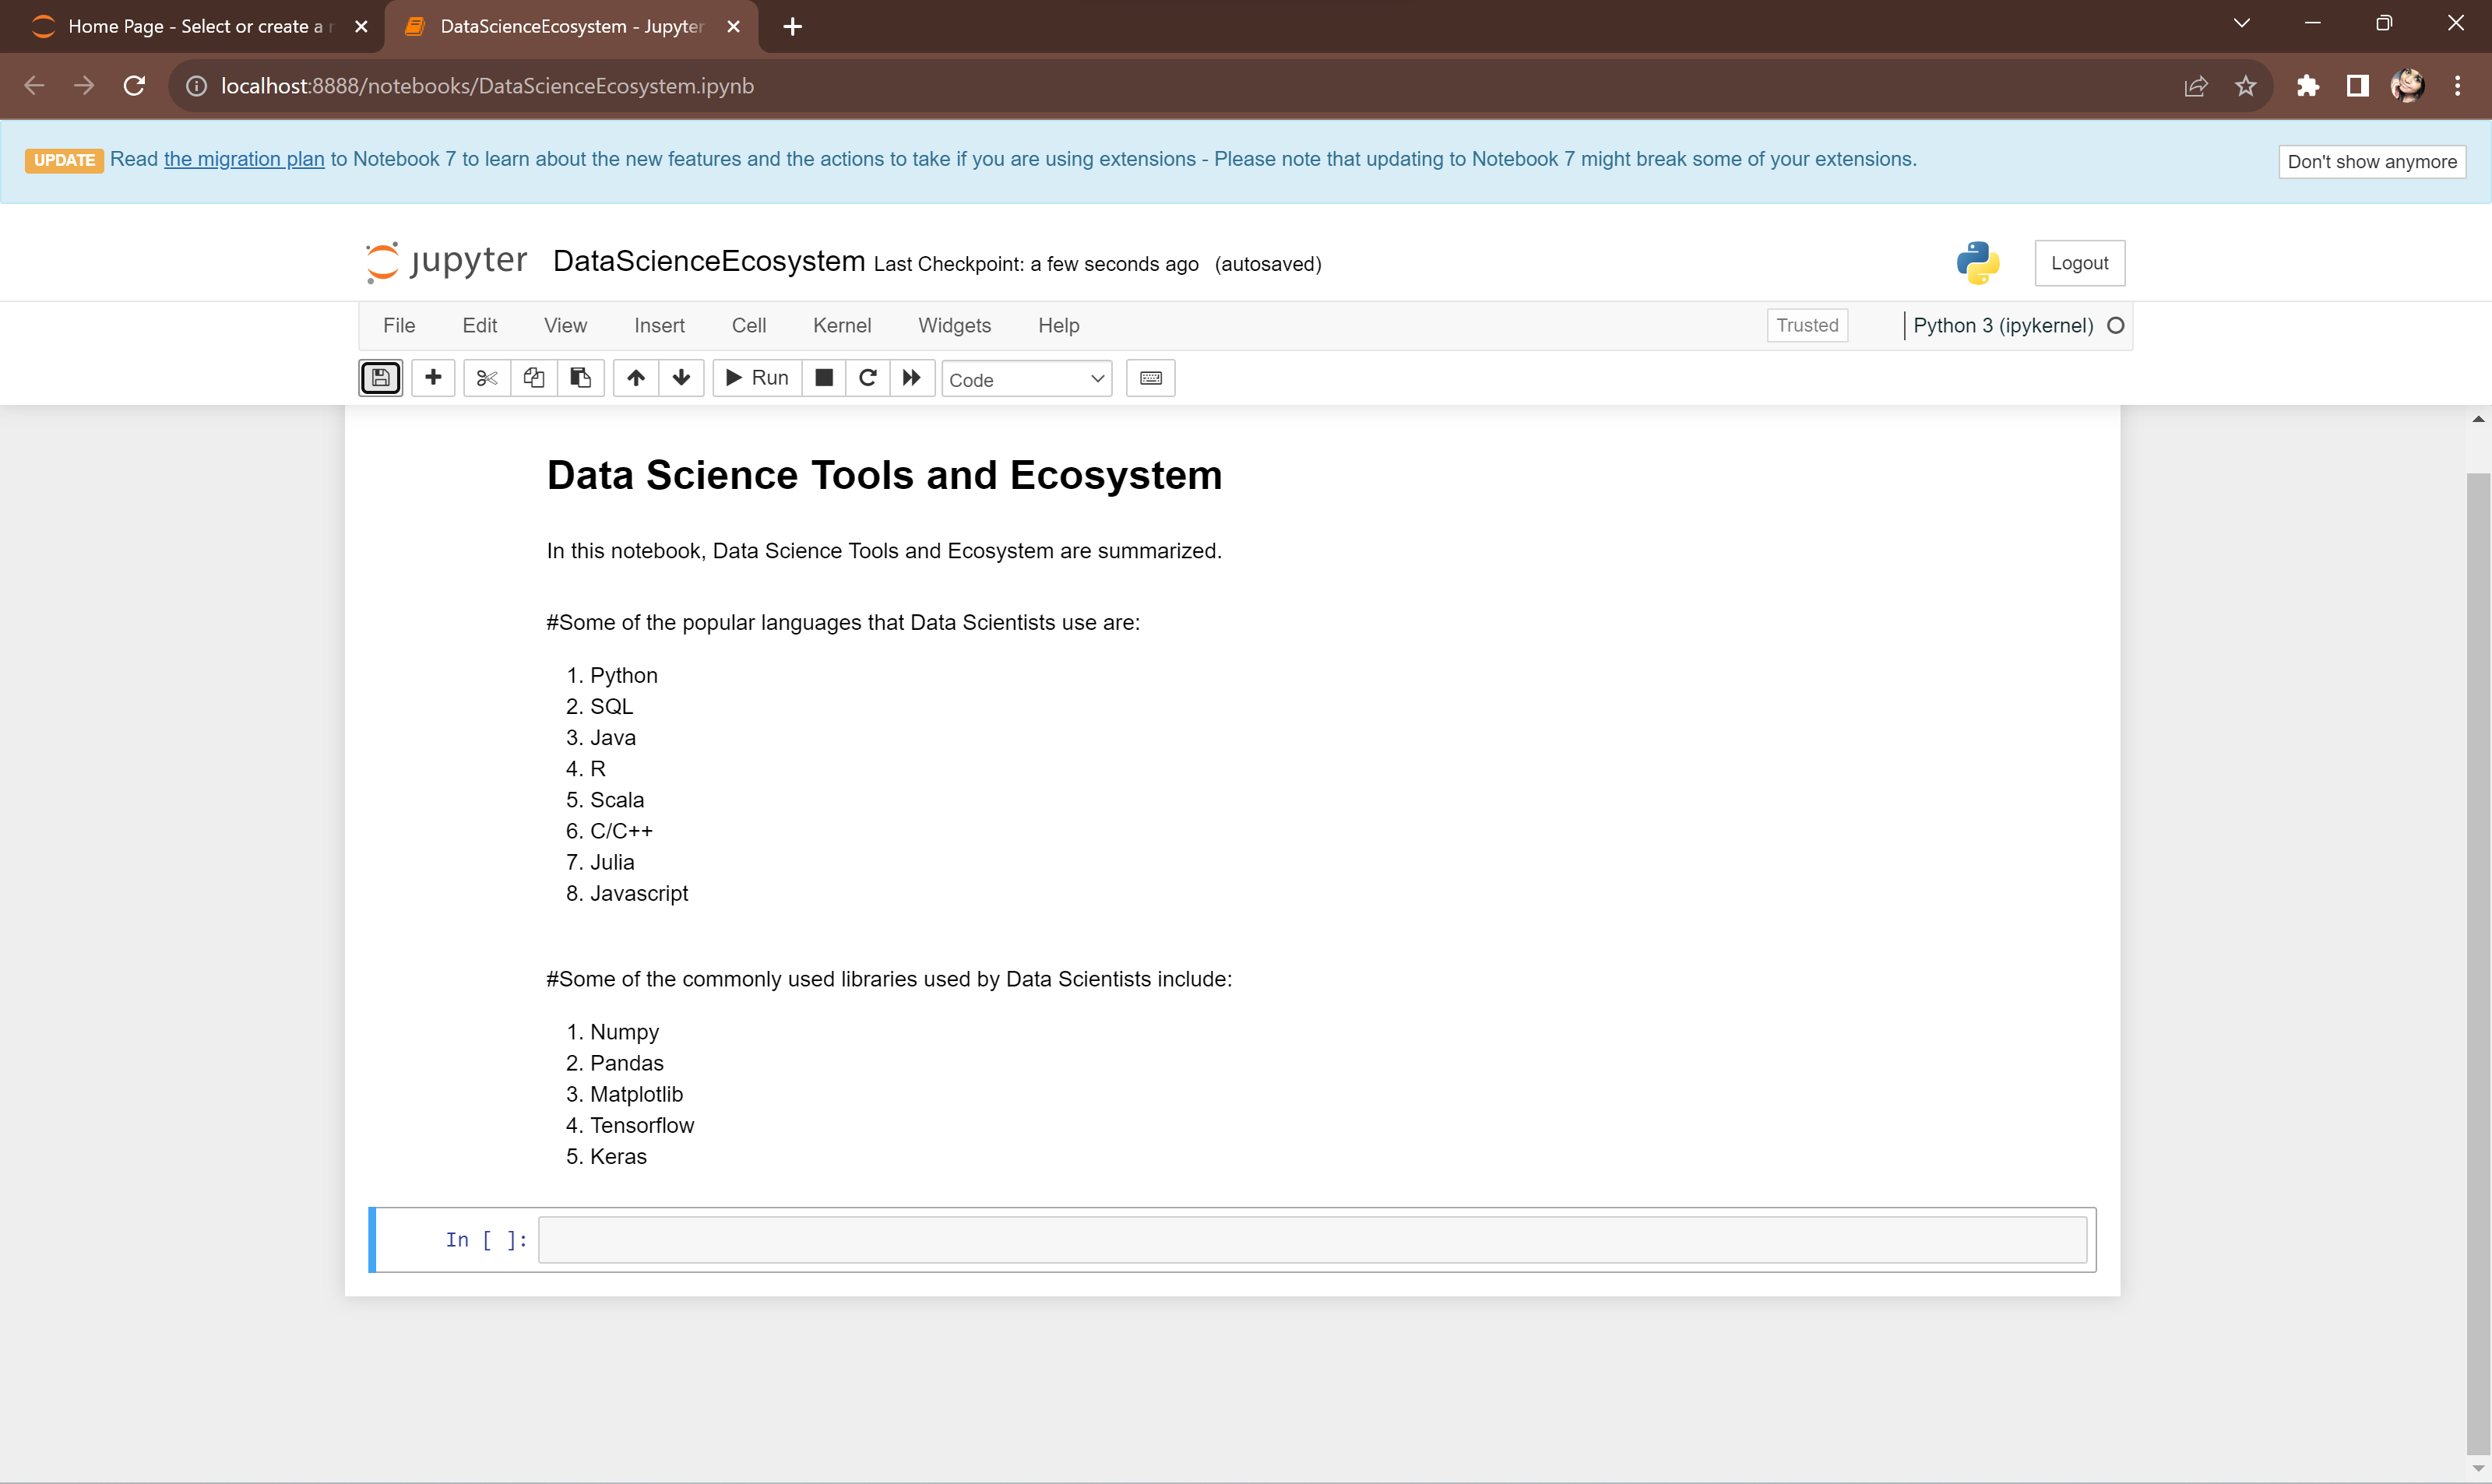 Home Page - Select or create a
DataScienceEcosystem - Jupyter
localhost:8888/notebooks/DataScienceEcosystem.ipynb
UPDATE Read the migration plan to Notebook 7 to learn about the new features and the actions to take if you are using extensions - Please note that updating to Notebook 7 might break some of your extensions.
Don't show anymore
jupyter DataScienceEcosystem Last Checkpoint: a few seconds ago (autosaved)
Logout
File Edit View Insert Cell Kernel Widgets Help
Trusted
Python 3 (ipykernel)
Run
Code
Data Science Tools and Ecosystem
In this notebook, Data Science Tools and Ecosystem are summarized.
#Some of the popular languages that Data Scientists use are:
1. Python
2. SQL
3. Java
4. R
5. Scala
6. C/C++
7. Julia
8. Javascript
#Some of the commonly used libraries used by Data Scientists include:
1. Numpy
2. Pandas
3. Matplotlib
4. Tensorflow
5. Keras
In [ ]: